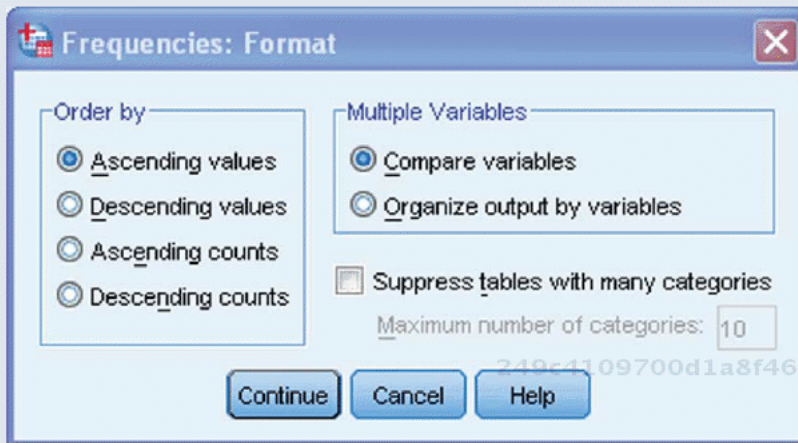 Frequencies: Format
Order by
Ascending values
Descending values
Ascending counts
Descending counts
Multiple Variables
Compare variables
Organize output by variables
Suppress tables with many categories
Maximum number of categories: 10
249c4109700d1a8f46
Continue
Cancel
Help